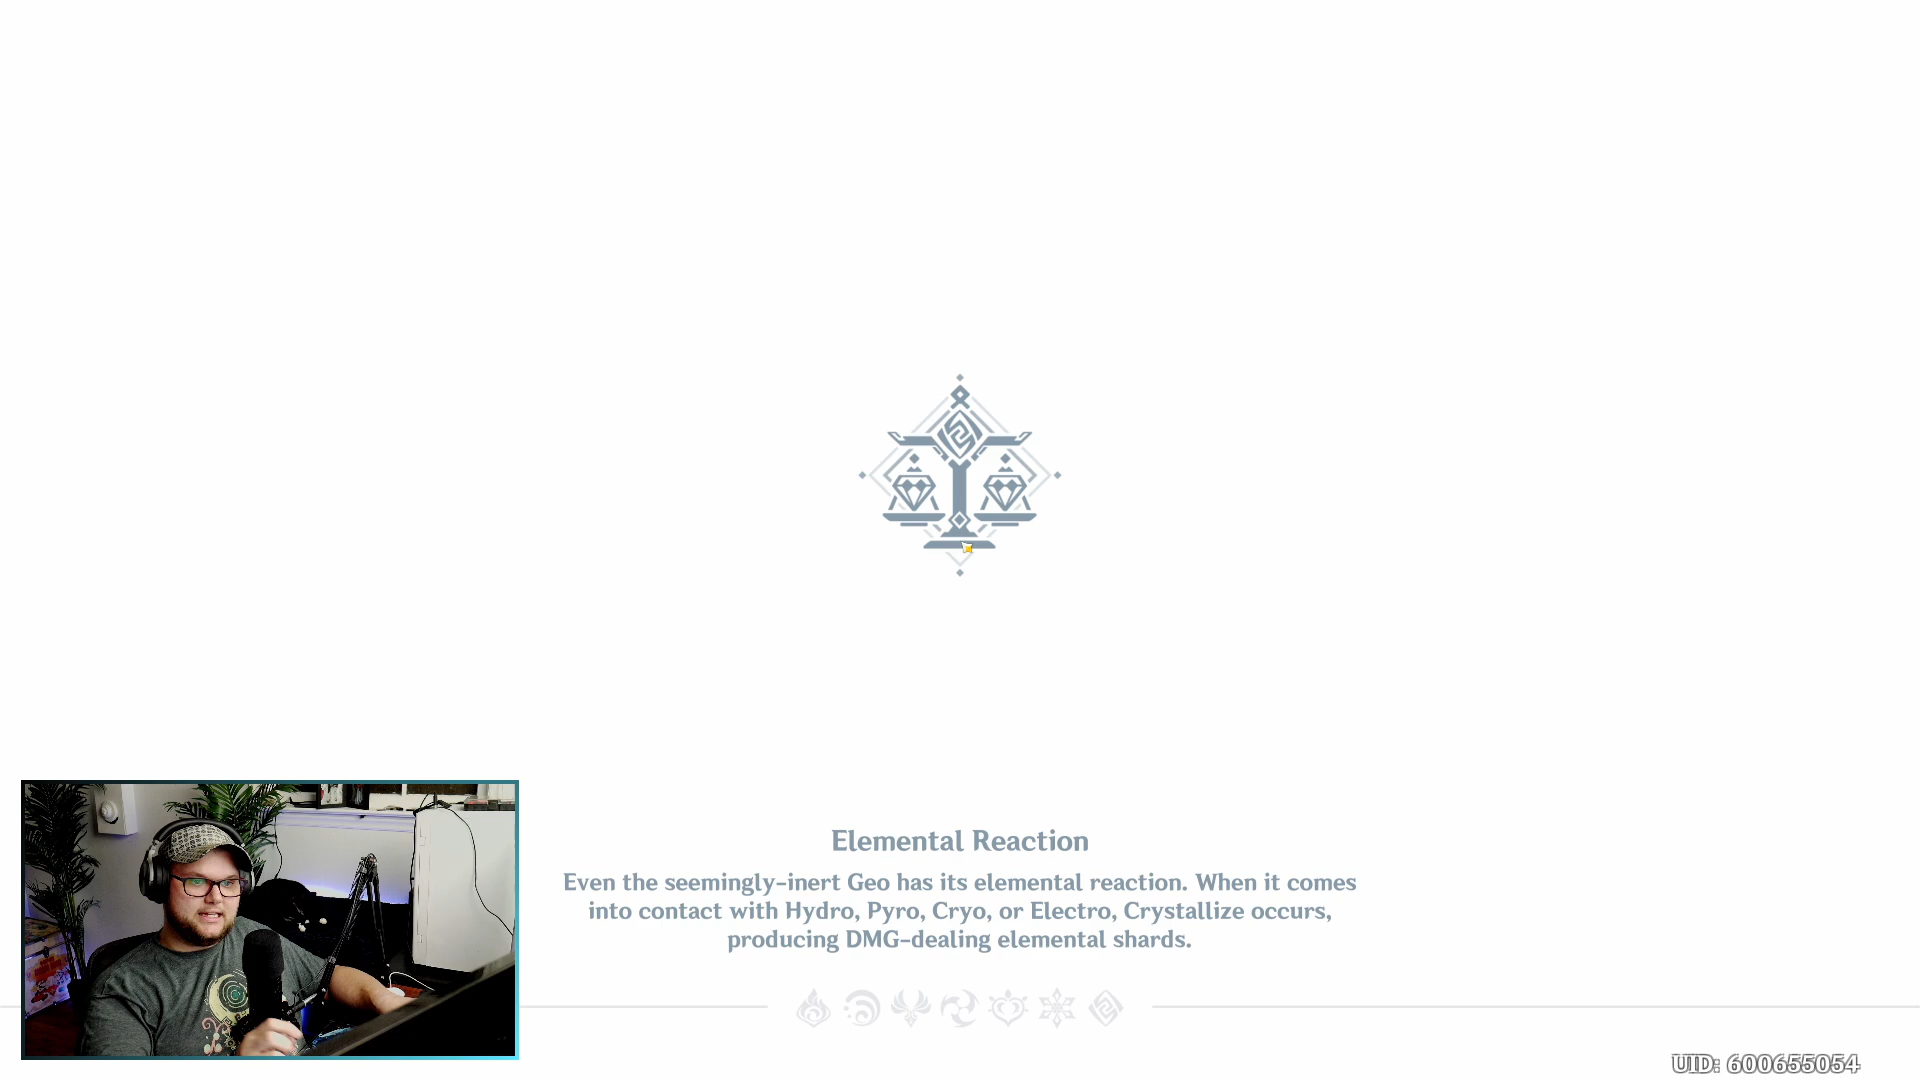 Elemental Reaction
Even the seemingly-inert Geo has its elemental reaction. When it comes
into contact with Hydro, Pyro, Cryo, or Electro, Crystallize occurs,
producing DMG-dealing elemental shards.
UID: 600655054